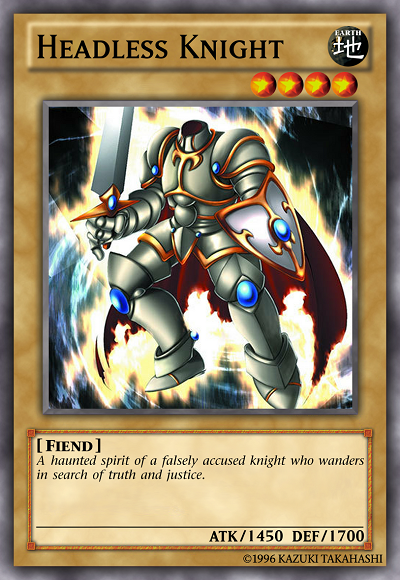 HEADLESS KNIGHT
EARTH
地
[ FIEND ]
A haunted spirit of a falsely accused knight who wanders
in search of truth and justice.
ATK/1450 DEF/1700
©1996 KAZUKI TAKAHASHI